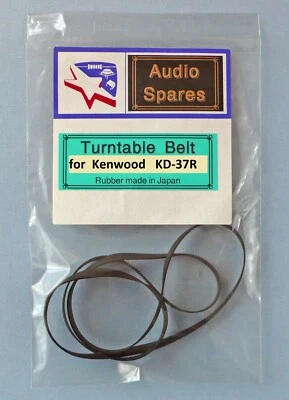 Audio
Spares
Turntable Belt
for Kenwood KD-37R
Rubber made in Japan